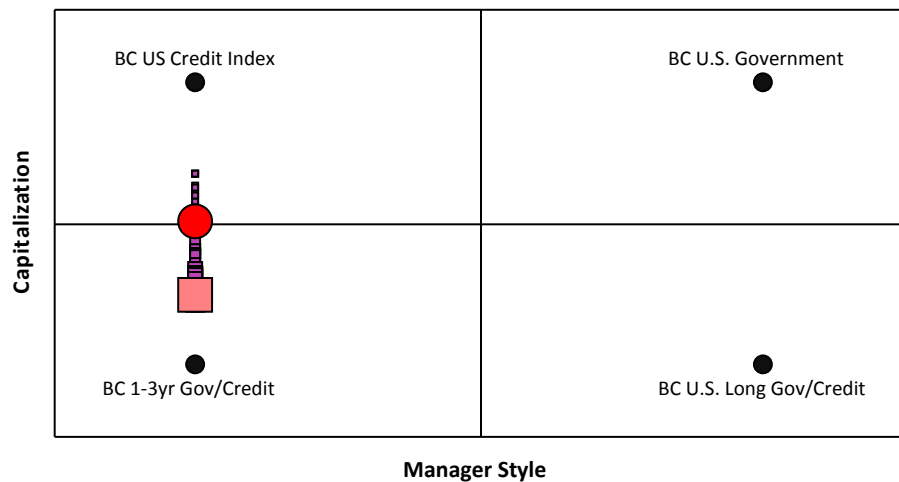 BC US Credit Index
BC U.S. Government
Capitalization
BC 1-3yr Gov/Credit
BC U.S. Long Gov/Credit
Manager Style